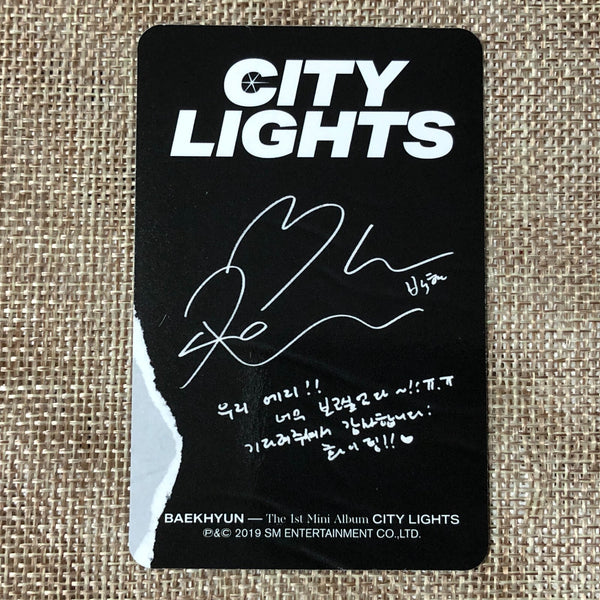 CITY
LIGHTS
백현
우리 에리!!
너무 보고싶다~!! ㅠ.ㅠ
기다려주셔서 감사합니다!
화이팅!!♡
BAEKHYUN — The 1st Mini Album CITY LIGHTS
℗&© 2019 SM ENTERTAINMENT CO.,LTD.